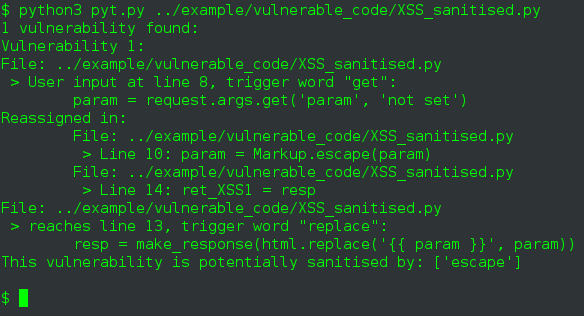 $ python3 pyt.py ../example/vulnerable_code/XSS_sanitised.py
1 vulnerability found:
Vulnerability 1:
File: ../example/vulnerable_code/XSS_sanitised.py
 > User input at line 8, trigger word "get":
        param = request.args.get('param', 'not set')
Reassigned in:
        File: ../example/vulnerable_code/XSS_sanitised.py
         > Line 10: param = Markup.escape(param)
        File: ../example/vulnerable_code/XSS_sanitised.py
         > Line 14: ret_XSS1 = resp
File: ../example/vulnerable_code/XSS_sanitised.py
 > reaches line 13, trigger word "replace":
        resp = make_response(html.replace('{{ param }}', param))
This vulnerability is potentially sanitised by: ['escape']
$